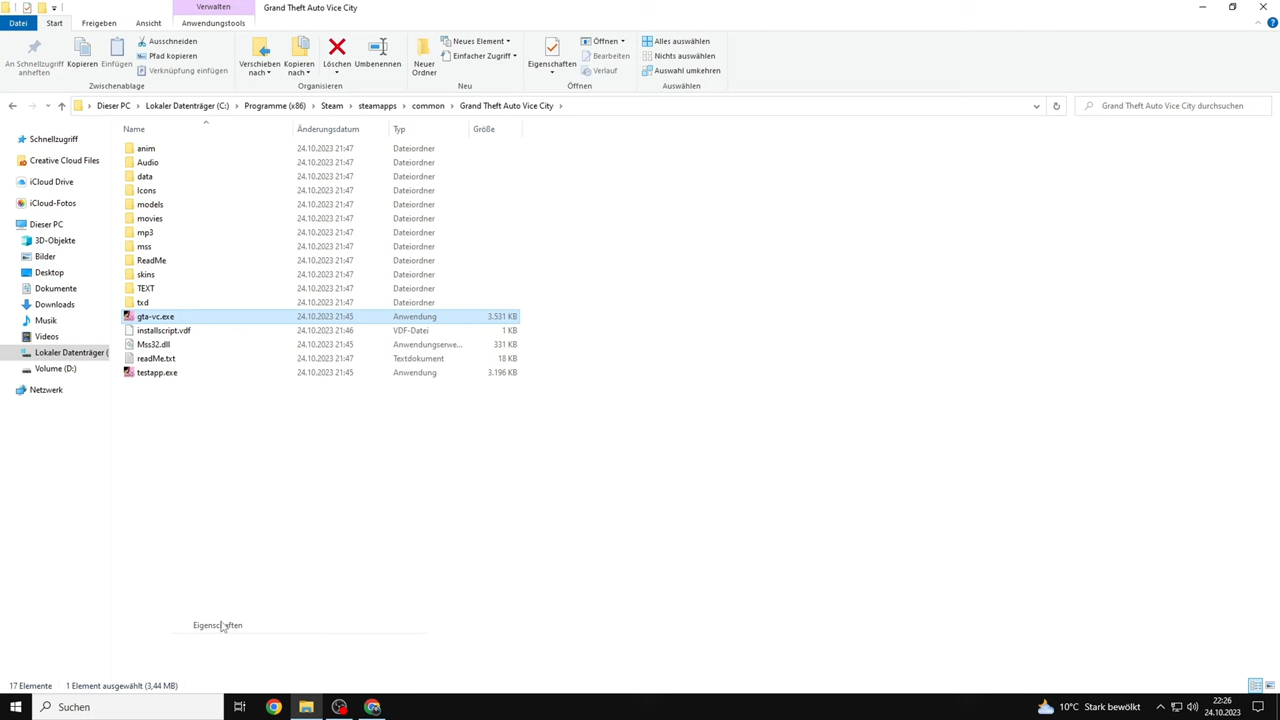 Verwalten
Grand Theft Auto Vice City
Datei
Start
Freigeben
Ansicht
Anwendungstools
An Schnellzugriff anheften
Kopieren
Einfügen
Ausschneiden
Pfad kopieren
Verknüpfung einfügen
Zwischenablage
Verschieben nach
Kopieren nach
Löschen
Umbenennen
Organisieren
Neuer Ordner
Neues Element
Einfacher Zugriff
Neu
Eigenschaften
Öffnen
Bearbeiten
Verlauf
Öffnen
Alles auswählen
Nichts auswählen
Auswahl umkehren
Auswählen
Dieser PC
Lokaler Datenträger (C:)
Programme (x86)
Steam
steamapps
common
Grand Theft Auto Vice City
Grand Theft Auto Vice City durchsuchen
Schnellzugriff
Creative Cloud Files
iCloud Drive
iCloud-Fotos
Dieser PC
3D-Objekte
Bilder
Desktop
Dokumente
Downloads
Musik
Videos
Lokaler Datenträger (
Volume (D:)
Netzwerk
Name Änderungsdatum Typ Größe
anim 24.10.2023 21:47 Dateiordner
Audio 24.10.2023 21:47 Dateiordner
data 24.10.2023 21:47 Dateiordner
Icons 24.10.2023 21:47 Dateiordner
models 24.10.2023 21:47 Dateiordner
movies 24.10.2023 21:47 Dateiordner
mp3 24.10.2023 21:47 Dateiordner
mss 24.10.2023 21:47 Dateiordner
ReadMe 24.10.2023 21:47 Dateiordner
skins 24.10.2023 21:47 Dateiordner
TEXT 24.10.2023 21:47 Dateiordner
txd 24.10.2023 21:47 Dateiordner
gta-vc.exe 24.10.2023 21:45 Anwendung 3.531 KB
installscript.vdf 24.10.2023 21:46 VDF-Datei 1 KB
Mss32.dll 24.10.2023 21:45 Anwendungserwe... 331 KB
readMe.txt 24.10.2023 21:47 Textdokument 18 KB
testapp.exe 24.10.2023 21:45 Anwendung 3.196 KB
Eigenschaften
17 Elemente
1 Element ausgewählt (3,44 MB)
Suchen
10°C Stark bewölkt
22:26
24.10.2023